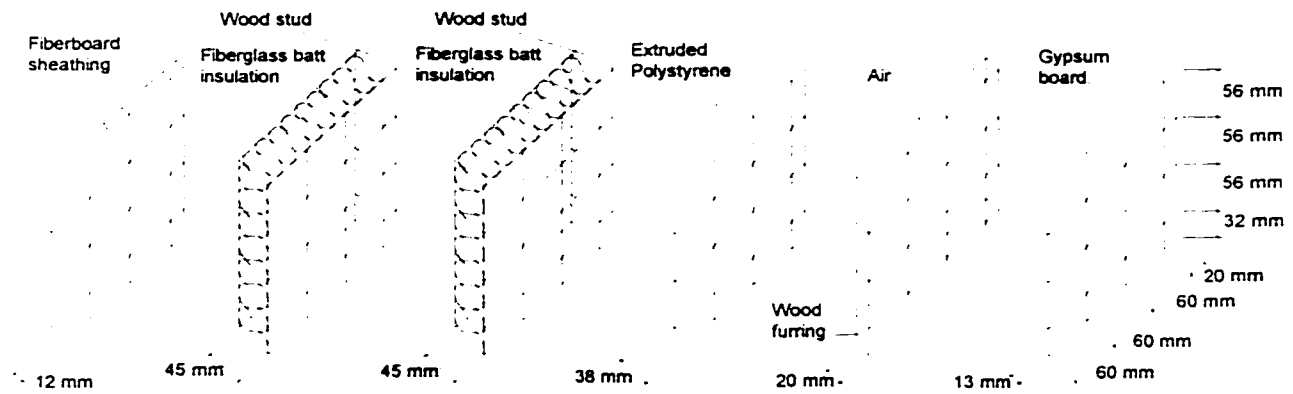 Wood stud
Wood stud
Fiberboard
sheathing
Fiberglass batt
insulation
Fiberglass batt
insulation
Extruded
Polystyrene
Air
Gypsum
board
56 mm
56 mm
56 mm
32 mm
20 mm
60 mm
60 mm
60 mm
Wood
furring
12 mm
45 mm
45 mm
38 mm
20 mm
13 mm